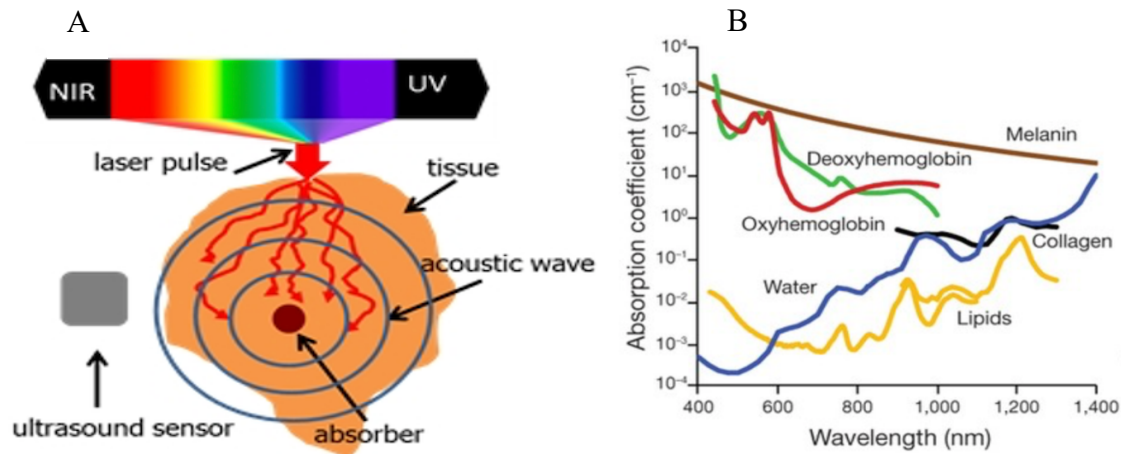 A
NIR
UV
laser pulse
tissue
acoustic wave
ultrasound sensor
absorber
B
Absorption coefficient (cm⁻¹)
10⁴
10³
10²
10¹
10⁰
10⁻¹
10⁻²
10⁻³
10⁻⁴
Melanin
Deoxyhemoglobin
Oxyhemoglobin
Collagen
Water
Lipids
400 600 800 1,000 1,200 1,400
Wavelength (nm)